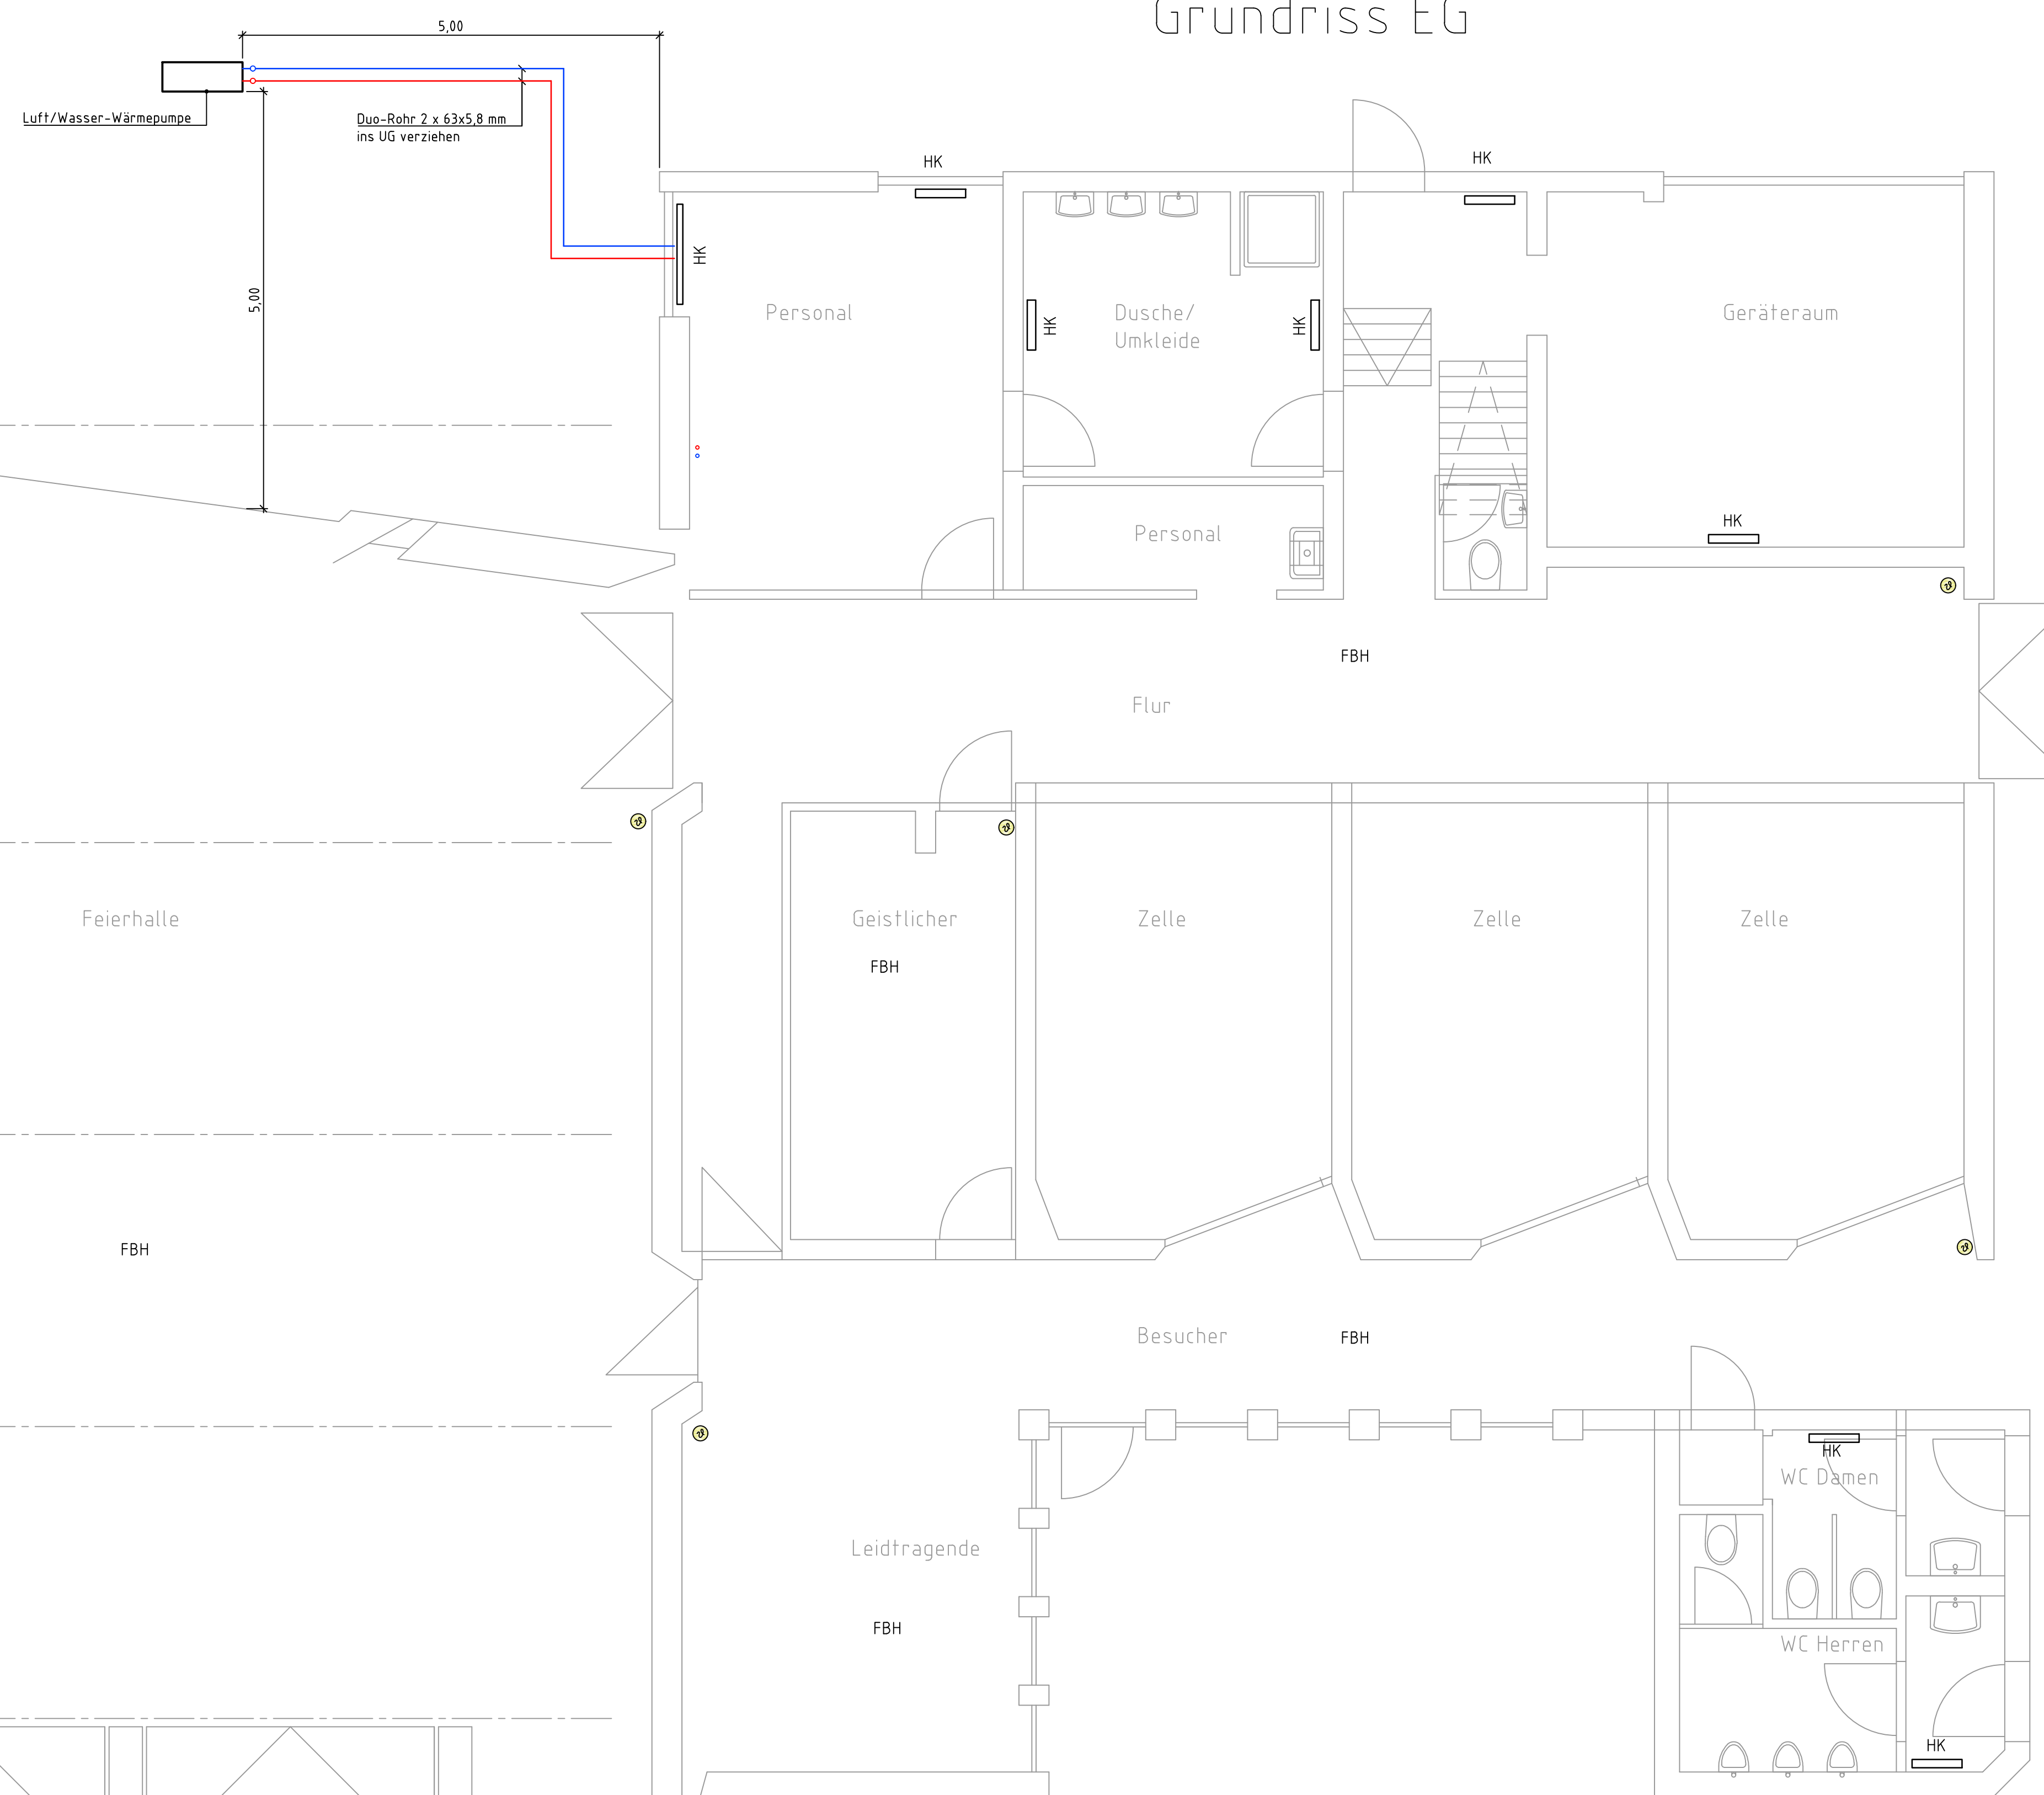 Grundriss EG
5,00
Luft/Wasser-Wärmepumpe
Duo-Rohr 2 x 63x5,8 mm
ins UG verziehen
HK
HK
HK
5,00
Personal
Dusche/
Umkleide
HK
HK
Geräteraum
HK
Personal
ϑ
FBH
Flur
ϑ
ϑ
Feierhalle
Geistlicher
Zelle
Zelle
Zelle
FBH
FBH
ϑ
Besucher
FBH
ϑ
HK
WC Damen
Leidtragende
FBH
WC Herren
HK